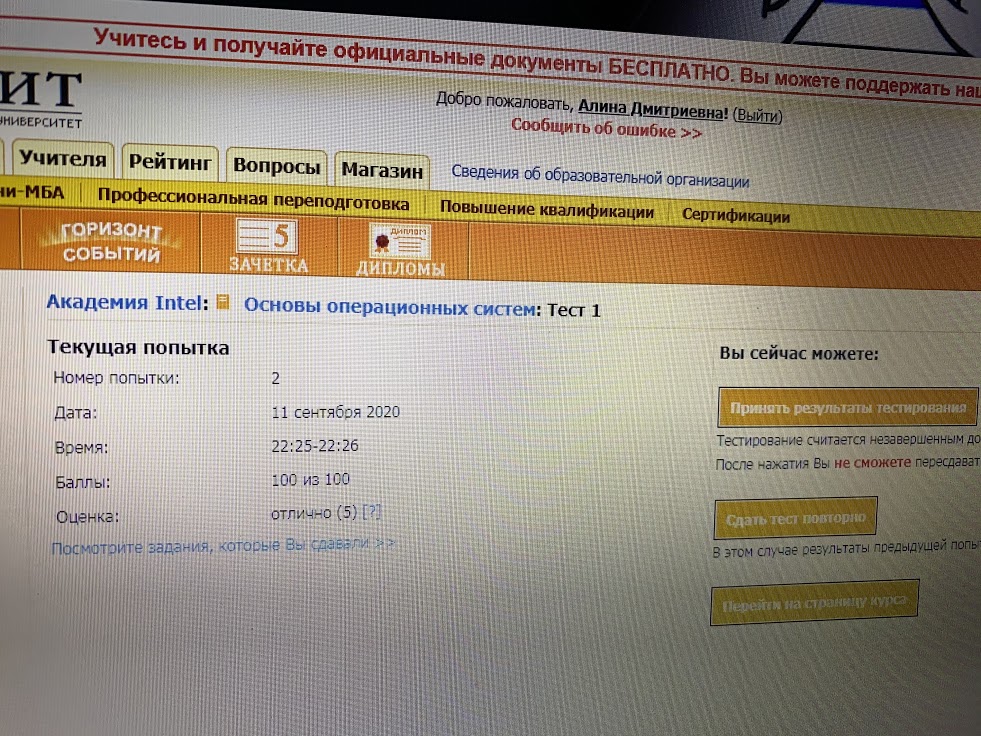 Учитесь и получайте официальные документы БЕСПЛАТНО. Вы можете поддержать наш
ИТ
УНИВЕРСИТЕТ
Добро пожаловать, Алина Дмитриевна! (Выйти)
Сообщить об ошибке >>
Учителя Рейтинг Вопросы Магазин Сведения об образовательной организации
ни-МБА Профессиональная переподготовка Повышение квалификации Сертификации
ГОРИЗОНТ
СОБЫТИЙ
5
ЗАЧЕТКА
ДИПЛОМ
ДИПЛОМЫ
Академия Intel: Основы операционных систем: Тест 1
Текущая попытка
Номер попытки: 2
Дата: 11 сентября 2020
Время: 22:25-22:26
Баллы: 100 из 100
Оценка: отлично (5) [?]
Посмотрите задания, которые Вы сдавали >>
Вы сейчас можете:
Принять результаты тестирования
Тестирование считается незавершенным до
После нажатия Вы не сможете пересдават
Сдать тест повторно
В этом случае результаты предыдущей попы
Перейти на страницу курса